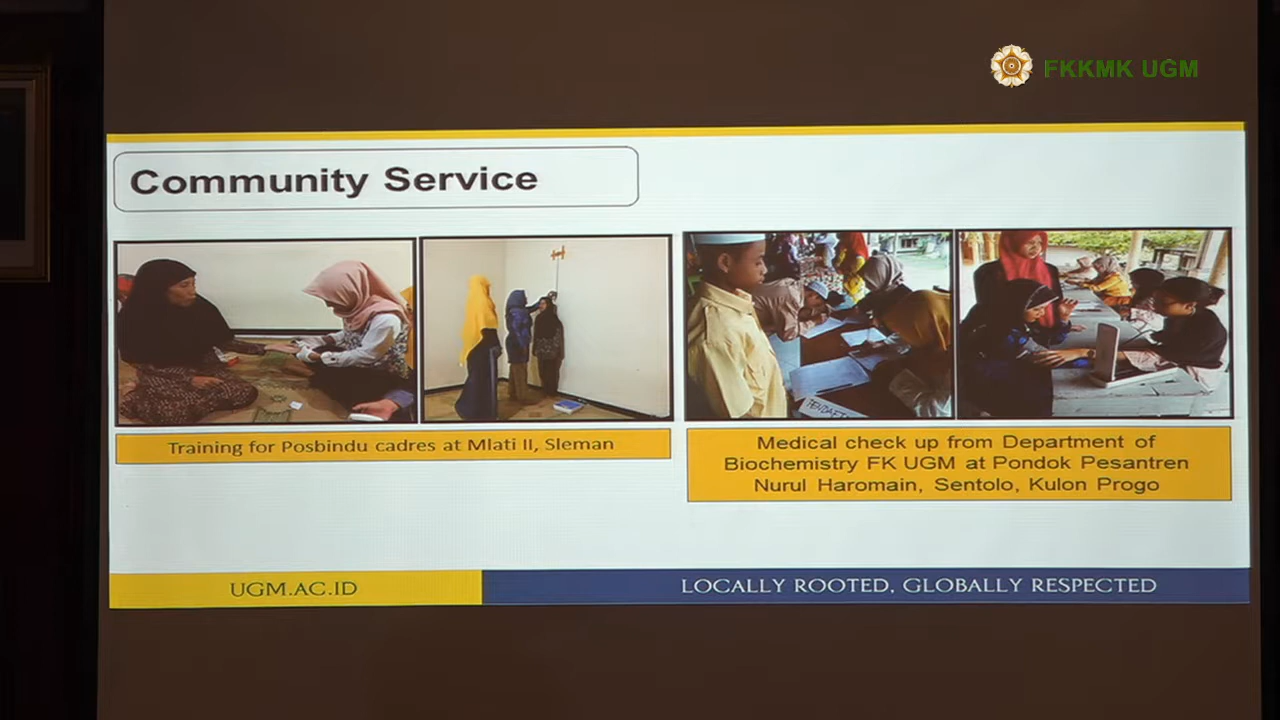 FKKMK UGM
Community Service
PENDAFT
Training for Posbindu cadres at Mlati II, Sleman
Medical check up from Department of
Biochemistry FK UGM at Pondok Pesantren
Nurul Haromain, Sentolo, Kulon Progo
UGM.AC.ID
LOCALLY ROOTED, GLOBALLY RESPECTED